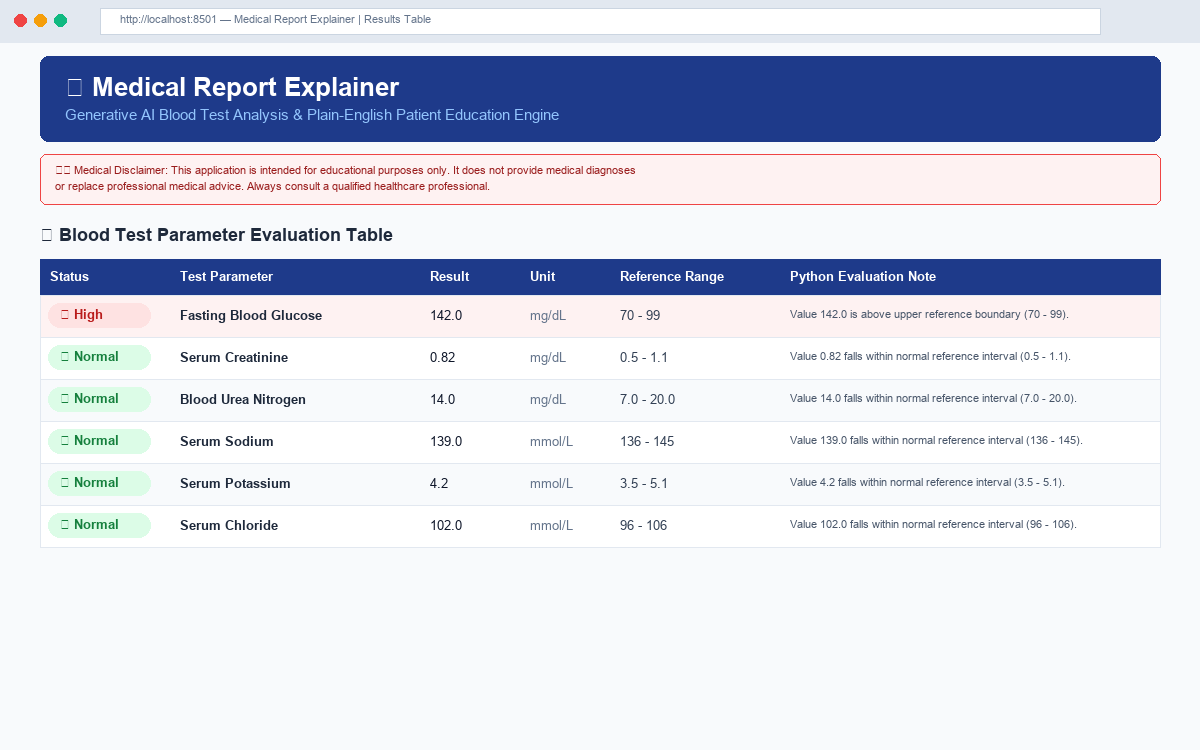 http://localhost:8501 — Medical Report Explainer | Results Table
Medical Report Explainer
Generative AI Blood Test Analysis & Plain-English Patient Education Engine
Medical Disclaimer: This application is intended for educational purposes only. It does not provide medical diagnoses
or replace professional medical advice. Always consult a qualified healthcare professional.
Blood Test Parameter Evaluation Table
Status Test Parameter Result Unit Reference Range Python Evaluation Note
High Fasting Blood Glucose 142.0 mg/dL 70 - 99 Value 142.0 is above upper reference boundary (70 - 99).
Normal Serum Creatinine 0.82 mg/dL 0.5 - 1.1 Value 0.82 falls within normal reference interval (0.5 - 1.1).
Normal Blood Urea Nitrogen 14.0 mg/dL 7.0 - 20.0 Value 14.0 falls within normal reference interval (7.0 - 20.0).
Normal Serum Sodium 139.0 mmol/L 136 - 145 Value 139.0 falls within normal reference interval (136 - 145).
Normal Serum Potassium 4.2 mmol/L 3.5 - 5.1 Value 4.2 falls within normal reference interval (3.5 - 5.1).
Normal Serum Chloride 102.0 mmol/L 96 - 106 Value 102.0 falls within normal reference interval (96 - 106).